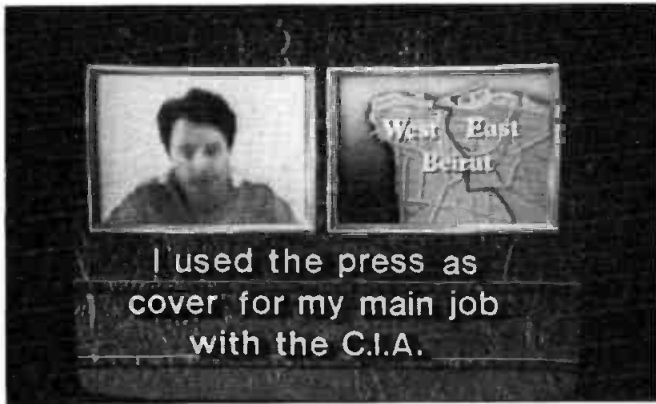 West East
Beirut
I used the press as
cover for my main job
with the C.I.A.